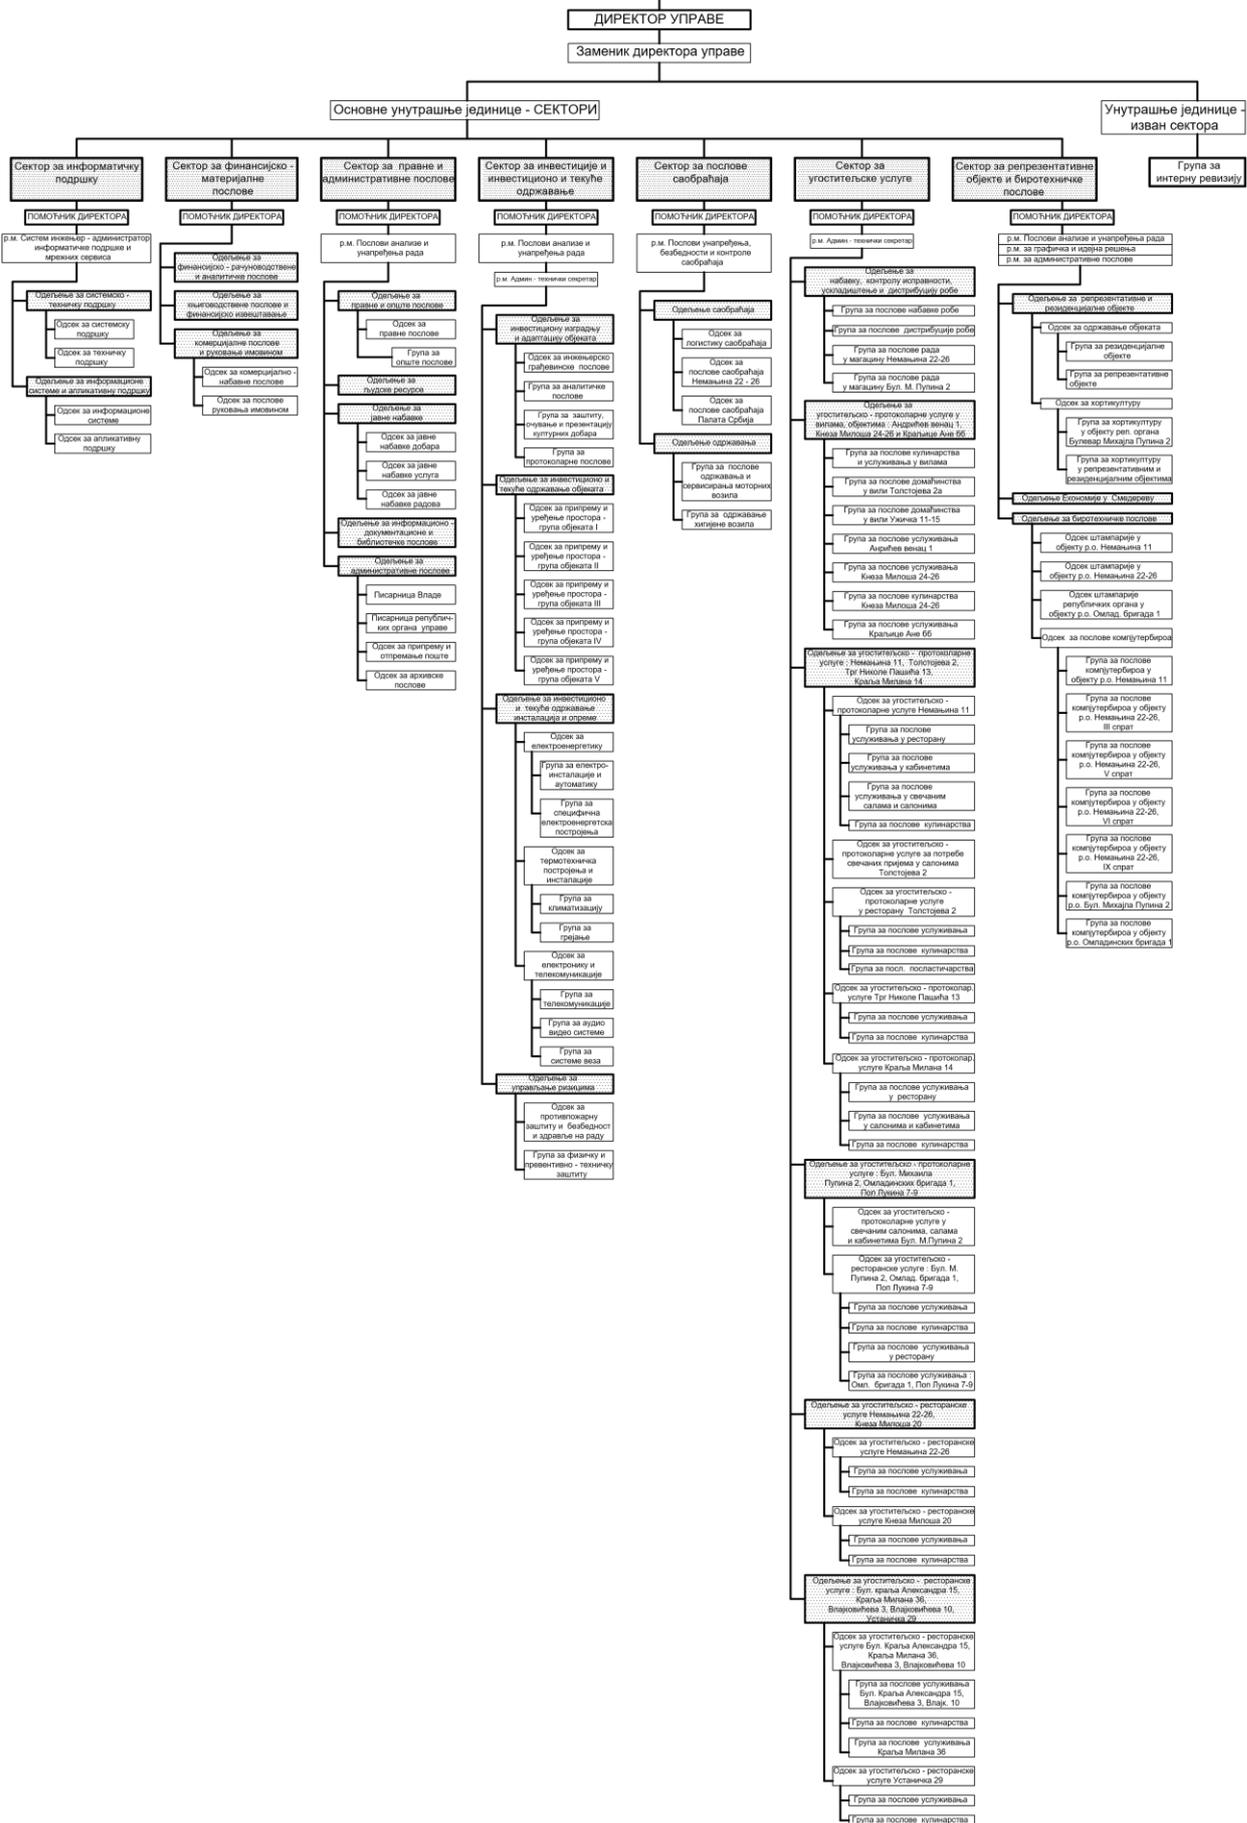 ДИРЕКТОР УПРАВЕ
Заменик директора управе
Основне унутрашње јединице - СЕКТОРИ
Унутрашње јединице -
изван сектора
Сектор за информатичку
подршку
ПОМОЋНИК ДИРЕКТОРА
р.м. Систем инжењер - администратор
информатичке подршке и
мрежних сервиса
Одељење за системско -
техничку подршку
Одсек за системску
подршку
Одсек за техничку
подршку
Одељење за информационе
системе и апликативну подршку
Одсек за информационе
системе
Одсек за апликативну
подршку
Сектор за финансијско -
материјалне
послове
ПОМОЋНИК ДИРЕКТОРА
Одељење за
финансијско - рачуноводствене
и аналитичке послове
Одељење за
књиговодствене послове и
финансијско извештавање
Одељење за
комерцијалне послове
и руковање имовином
Одсек за комерцијално -
набавне послове
Одсек за послове
руковања имовином
Сектор за правне и
административне послове
ПОМОЋНИК ДИРЕКТОРА
р.м. Послови анализе и
унапређења рада
Одељење за
правне и опште послове
Одсек за
правне послове
Група за
опште послове
Одељење за
људске ресурсе
Одељење за
јавне набавке
Одсек за јавне
набавке добара
Одсек за јавне
набавке услуга
Одсек за јавне
набавке радова
Одељење за информационо -
документационе и
библиотечке послове
Одељење за
административне послове
Писарница Владе
Писарница републич-
ких органа управе
Одсек за припрему и
отпремање поште
Одсек за архивске
послове
Сектор за инвестиције и
инвестиционо и текуће
одржавање
ПОМОЋНИК ДИРЕКТОРА
р.м. Послови анализе и
унапређења рада
р.м. Админ.- технички секретар
Одељење за
инвестициону изградњу
и адаптацију објеката
Одсек за инжењерско
грађевинске послове
Група за аналитичке
послове
Група за заштиту,
очување и презентацију
културних добара
Група за
протоколарне послове
Одељење за инвестиционо и
текуће одржавање објеката
Одсек за припрему и
уређење простора -
група објеката I
Одсек за припрему и
уређење простора -
група објеката II
Одсек за припрему и
уређење простора -
група објеката III
Одсек за припрему и
уређење простора -
група објеката IV
Одсек за припрему и
уређење простора -
група објеката V
Одељење за инвестиционо
и текуће одржавање
инсталација и опреме
Одсек за
електроенергетику
Група за електро-
инсталације и
аутоматику
Група за
специфична
електроенергетска
постројења
Одсек за
термотехничка
постројења и
инсталације
Група за
климатизацију
Група за
грејање
Одсек за
електронику и
телекомуникације
Група за
телекомуникације
Група за аудио
видео системе
Група за
системе веза
Одељење за
управљање ризицима
Одсек за
противпожарну
заштиту и безбедност
и здравље на раду
Група за физичку и
превентивно - техничку
заштиту
Сектор за послове
саобраћаја
ПОМОЋНИК ДИРЕКТОРА
р.м. Послови унапређења,
безбедности и контроле
саобраћаја
Одељење саобраћаја
Одсек за
логистику саобраћаја
Одсек за
послове саобраћаја
Немањина 22 - 26
Одсек за
послове саобраћаја
Палата Србија
Одељење одржавања
Група за послове
одржавања и
сервисирања моторних
возила
Група за одржавање
хигијене возила
Сектор за
угоститељске услуге
ПОМОЋНИК ДИРЕКТОРА
р.м. Админ.- технички секретар
Одељење за
набавку, контролу исправности,
ускладиштење и дистрибуцију робе
Група за послове набавке робе
Група за послове дистрибуције робе
Група за послове рада
у магацину Немањина 22-26
Група за послове рада
у магацину Бул. М. Пупина 2
Одељење за
угоститељско - протоколарне услуге у
вилама, објектима : Андрићев венац 1,
Кнеза Милоша 24-26 и Краљице Ане бб
Група за послове кулинарства
и услуживања у вилама
Група за послове домаћинства
у вили Толстојева 2а
Група за послове домаћинства
у вили Ужичка 11-15
Група за послове услуживања
Анрићев венац 1
Група за послове услуживања
Кнеза Милоша 24-26
Група за послове кулинарства
Кнеза Милоша 24-26
Група за послове услуживања
Краљице Ане бб
Одељење за угоститељско - протоколарне
услуге : Немањина 11, Толстојева 2,
Трг Николе Пашића 13,
Краља Милана 14
Одсек за угоститељско -
протоколарне услуге Немањина 11
Група за послове
услуживања у ресторану
Група за послове
услуживања у кабинетима
Група за послове
услуживања у свечаним
салама и салонима
Група за послове кулинарства
Одсек за угоститељско -
протоколарне услуге за потребе
свечаних пријема у салонима
Толстојева 2
Одсек за угоститељско -
протоколарне услуге
у ресторану Толстојева 2
Група за послове услуживања
Група за послове кулинарства
Група за посл. посластичарства
Одсек за угоститељско - протоколар.
услуге Трг Николе Пашића 13
Група за послове услуживања
Група за послове кулинарства
Одсек за угоститељско - протоколар.
услуге Краља Милана 14
Група за послове услуживања
у ресторану
Група за послове услуживања
у салонима и кабинетима
Група за послове кулинарства
Одељење за угоститељско - протоколарне
услуге : Бул. Михаила
Пупина 2, Омладинских бригада 1,
Поп Лукина 7-9
Одсек за угоститељско -
протоколарне услуге у
свечаним салонима, салама
и кабинетима Бул. М.Пупина 2
Одсек за угоститељско -
ресторанске услуге : Бул. М.
Пупина 2, Омлад. бригада 1,
Поп Лукина 7-9
Група за послове услуживања
Група за послове кулинарства
Група за послове услуживања
у ресторану
Група за послове услуживања :
Омл. бригада 1, Поп Лукина 7-9
Одељење за угоститељско - ресторанске
услуге Немањина 22-26,
Кнеза Милоша 20
Одсек за угоститељско - ресторанске
услуге Немањина 22-26
Група за послове услуживања
Група за послове кулинарства
Одсек за угоститељско - ресторанске
услуге Кнеза Милоша 20
Група за послове услуживања
Група за послове кулинарства
Одељење за угоститељско - ресторанске
услуге : Бул. краља Александра 15,
Краља Милана 36,
Влајковићева 3, Влајковићева 10,
Устаничка 29
Одсек за угоститељско - ресторанске
услуге Бул. Краља Александра 15,
Краља Милана 36,
Влајковићева 3, Влајковићева 10
Група за послове услуживања
Бул. Краља Александра 15,
Влајковићева 3, Влајк. 10
Група за послове кулинарства
Група за послове услуживања
Краља Милана 36
Одсек за угоститељско - ресторанске
услуге Устаничка 29
Група за послове услуживања
Група за послове кулинарства
Сектор за репрезентативне
објекте и биротехничке
послове
ПОМОЋНИК ДИРЕКТОРА
р.м. Послови анализе и унапређења рада
р.м. за графичка и идејна решења
р.м. за административне послове
Одељење за репрезентативне и
резиденцијалне објекте
Одсек за одржавање објеката
Група за резиденцијалне
објекте
Група за репрезентативне
објекте
Одсек за хортикултуру
Група за хортикултуру
у објекту реп. органа
Булевар Михајла Пупина 2
Група за хортикултуру
у репрезентативним и
резиденцијалним објектима
Одељење Економије у Смедереву
Одељење за биротехничке послове
Одсек штампарије у
објекту р.о. Немањина 11
Одсек штампарије у
објекту р.о. Немањина 22-26
Одсек штампарије
републичких органа у
објекту р.о. Омлад. бригада 1
Одсек за послове компјутербироа
Група за послове
компјутербироа у
објекту р.о. Немањина 11
Група за послове
компјутербироа у објекту
р.о. Немањина 22-26,
III спрат
Група за послове
компјутербироа у објекту
р.о. Немањина 22-26,
V спрат
Група за послове
компјутербироа у објекту
р.о. Немањина 22-26,
VI спрат
Група за послове
компјутербироа у објекту
р.о. Немањина 22-26,
IX спрат
Група за послове
компјутербироа у објекту
р.о. Бул. Михајла Пупина 2
Група за послове
компјутербироа у објекту
р.о. Омладинских бригада 1
Група за
интерну ревизију